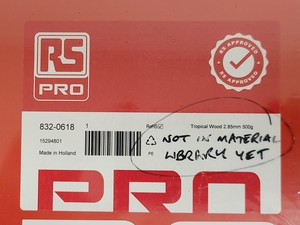 RS
PRO
RS APPROVED
APPROVED
832-0618
1
RoHS
Tropical Wood 2.85mm 500g
15294801
Made in Holland
PE
NOT IN MATERIAL
LIBRARY YET
PRO